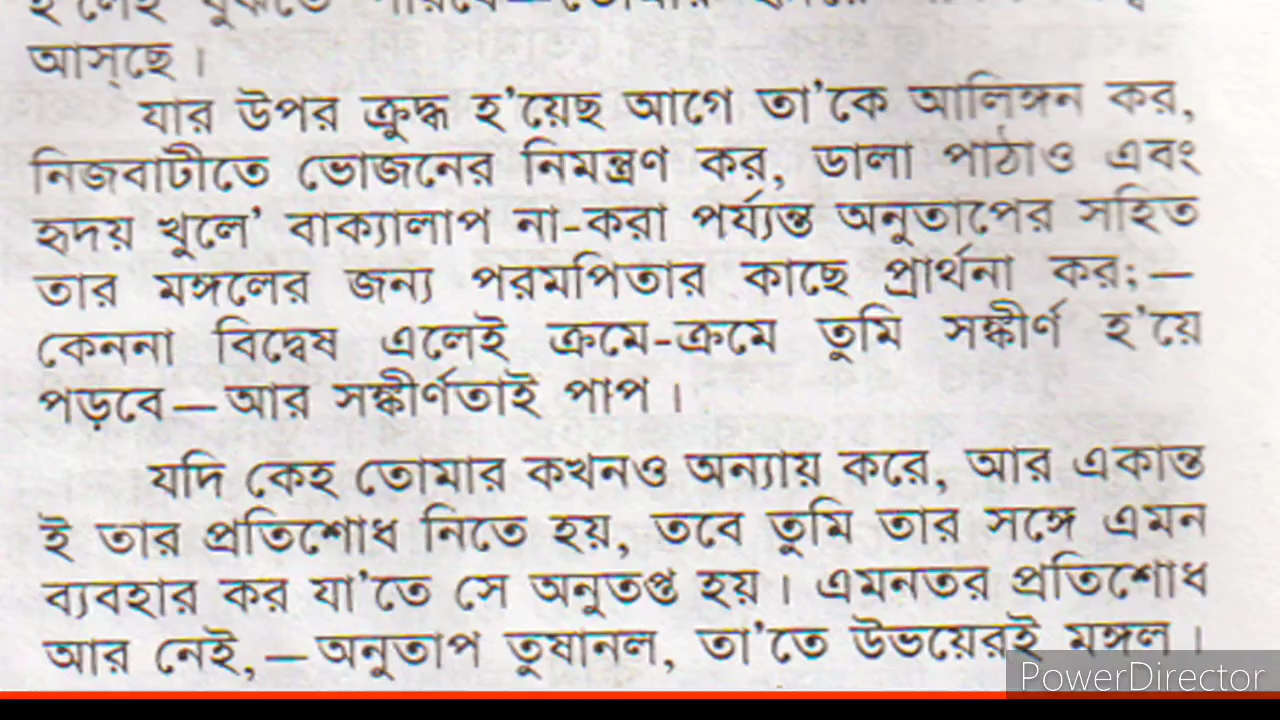 আস্‌ছে।
যার উপর ক্রুদ্ধ হ'য়েছ আগে তা'কে আলিঙ্গন কর,
নিজবাটীতে ভোজনের নিমন্ত্রণ কর, ডালা পাঠাও এবং
হৃদয় খুলে' বাক্যালাপ না-করা পর্য্যন্ত অনুতাপের সহিত
তার মঙ্গলের জন্য পরমপিতার কাছে প্রার্থনা কর;—
কেননা বিদ্বেষ এলেই ক্রমে-ক্রমে তুমি সঙ্কীর্ণ হ'য়ে
পড়বে—আর সঙ্কীর্ণতাই পাপ।
যদি কেহ তোমার কখনও অন্যায় করে, আর একান্ত
ই তার প্রতিশোধ নিতে হয়, তবে তুমি তার সঙ্গে এমন
ব্যবহার কর যা'তে সে অনুতপ্ত হয়। এমনতর প্রতিশোধ
আর নেই,—অনুতাপ তুষানল, তা'তে উভয়েরই মঙ্গল।
PowerDirector